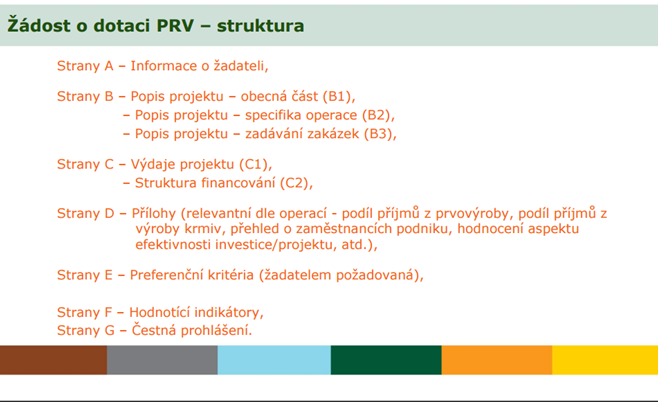 Žádost o dotaci PRV – struktura
Strany A – Informace o žadateli,
Strany B – Popis projektu – obecná část (B1),
– Popis projektu – specifika operace (B2),
– Popis projektu – zadávání zakázek (B3),
Strany C – Výdaje projektu (C1),
– Struktura financování (C2),
Strany D – Přílohy (relevantní dle operací - podíl příjmů z prvovýroby, podíl příjmů z
výroby krmiv, přehled o zaměstnancích podniku, hodnocení aspektu
efektivnosti investice/projektu, atd.),
Strany E – Preferenční kritéria (žadatelem požadovaná),
Strany F – Hodnotící indikátory,
Strany G – Čestná prohlášení.